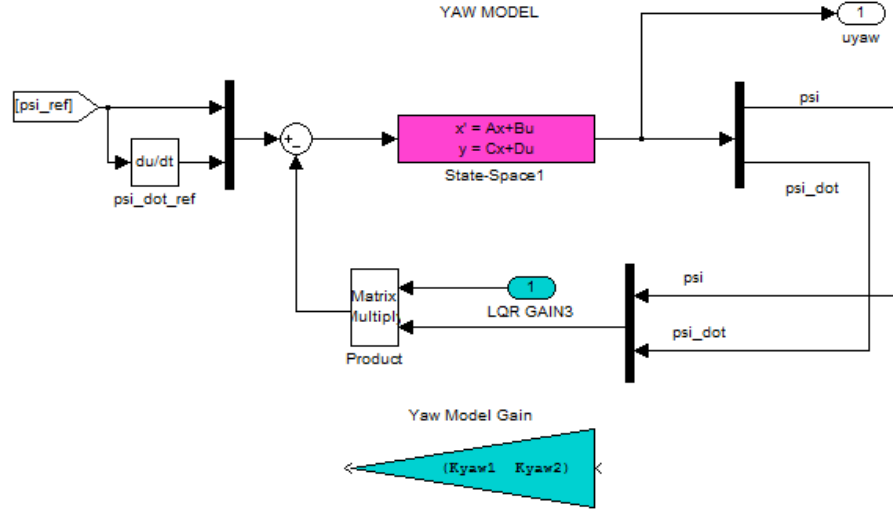 YAW MODEL
1
uyaw
[psi_ref]
psi
+
-
x' = Ax+Bu
y = Cx+Du
du/dt
State-Space1
psi_dot
psi_dot_ref
psi
1
Matrix
Multiply
LQR GAIN3
psi_dot
Product
Yaw Model Gain
(Kyaw1 Kyaw2)